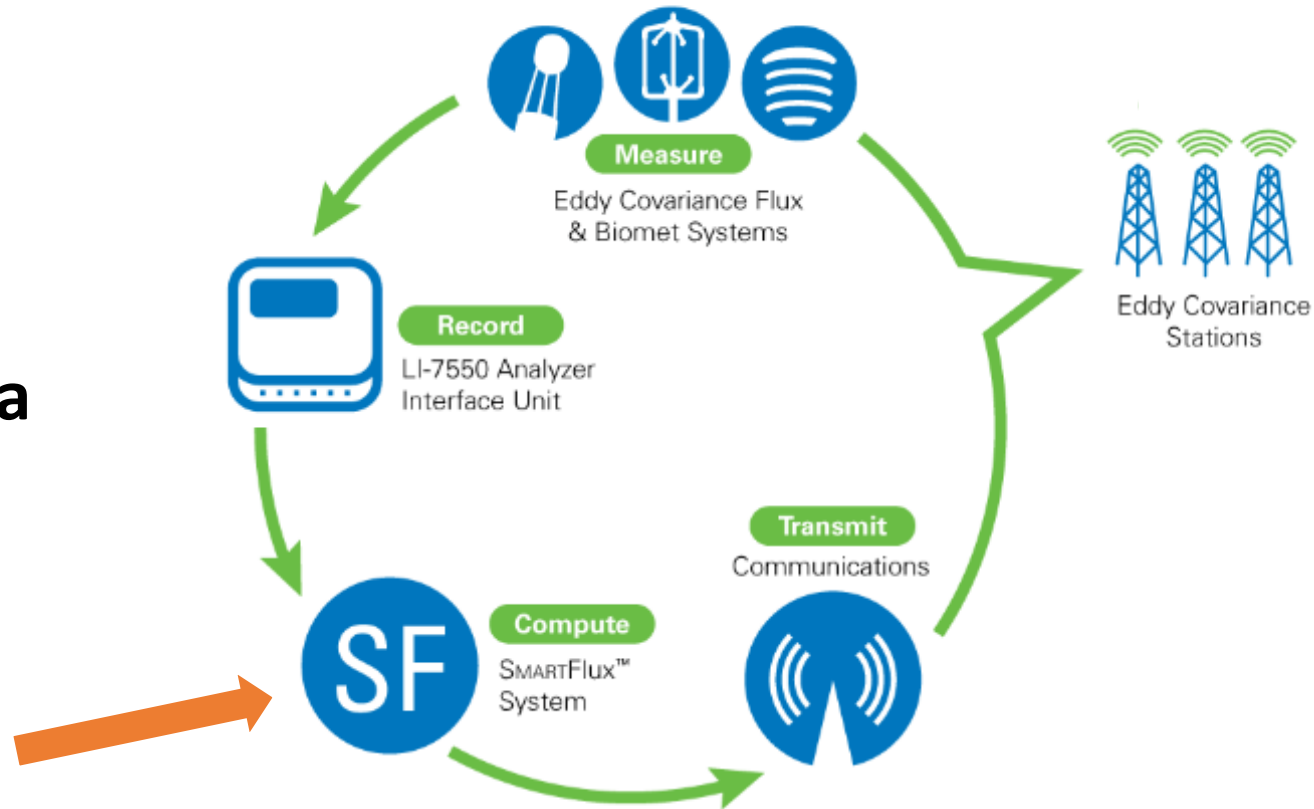 Measure
Eddy Covariance Flux
& Biomet Systems
Eddy Covariance
Stations
Record
LI-7550 Analyzer
Interface Unit
a
Transmit
Communications
SF
Compute
SMARTFlux™
System